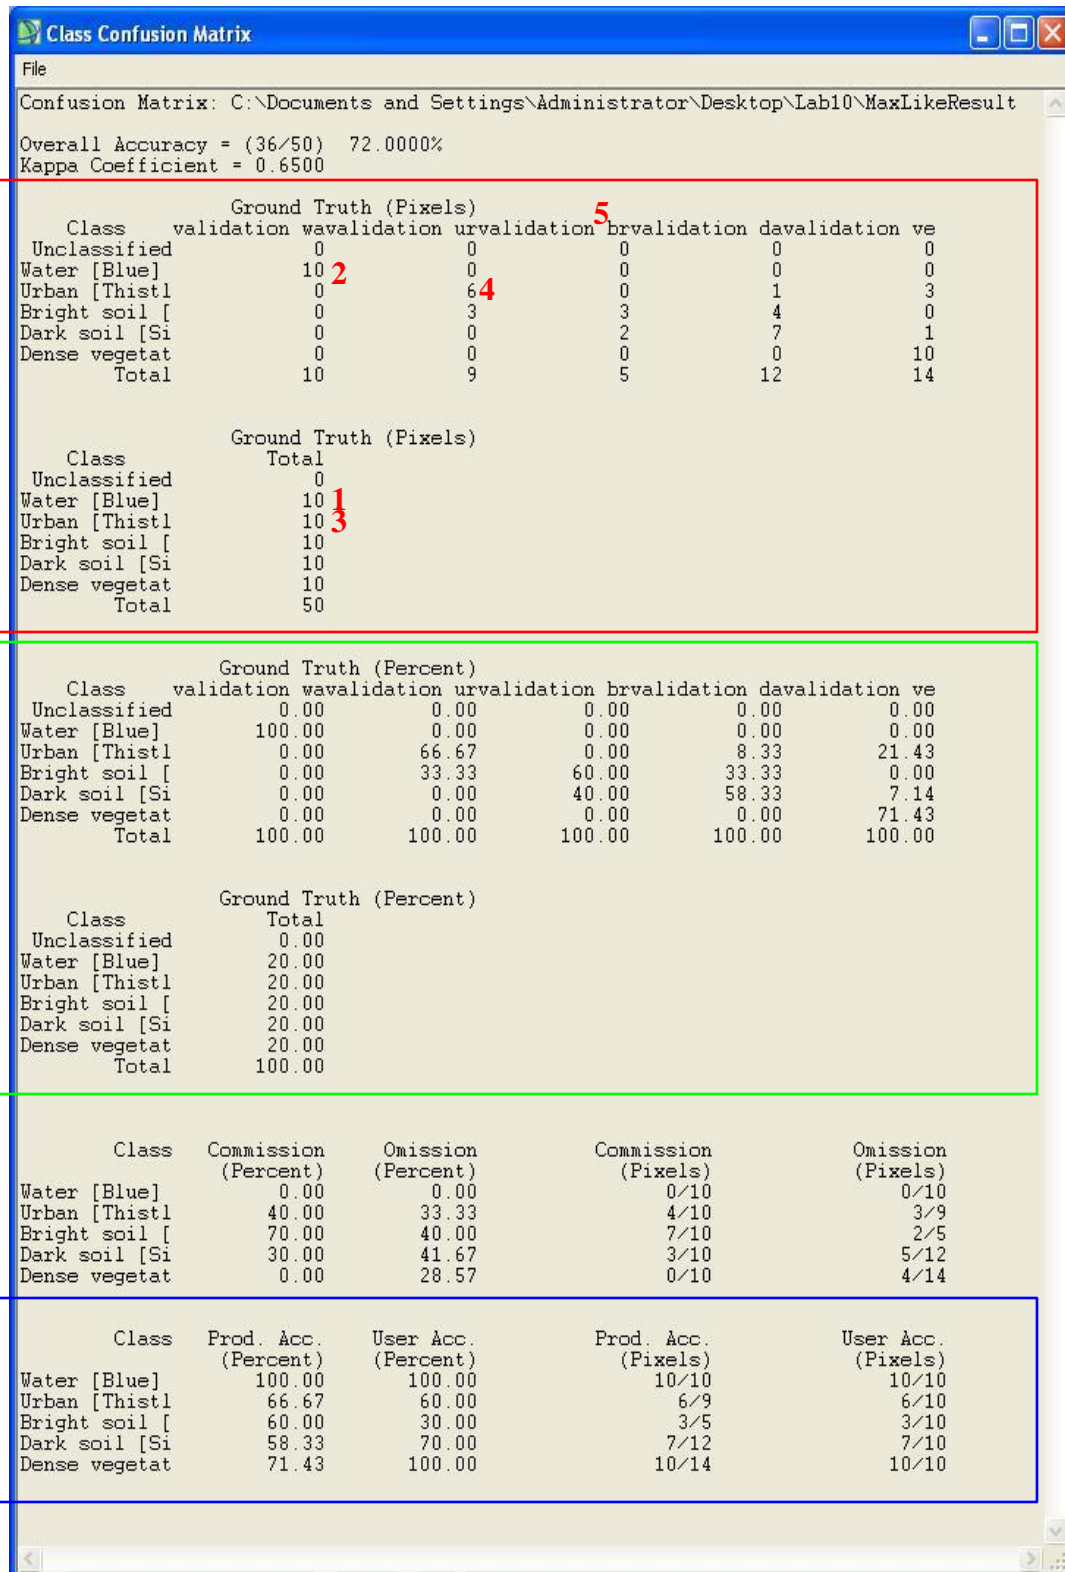 Class Confusion Matrix
File
Confusion Matrix: C:\Documents and Settings\Administrator\Desktop\Lab10\MaxLikeResult
Overall Accuracy = (36/50) 72.0000%
Kappa Coefficient = 0.6500
Ground Truth (Pixels)
5
Class validation wavalidation urvalidation brvalidation davalidation ve
Unclassified 0 0 0 0 0
Water [Blue] 10 2 0 0 0 0
Urban [Thistl 0 6 4 0 1 3
Bright soil [ 0 3 3 4 0
Dark soil [Si 0 0 2 7 1
Dense vegetat 0 0 0 0 10
Total 10 9 5 12 14
Ground Truth (Pixels)
Class Total
Unclassified 0
Water [Blue] 10 1
Urban [Thistl 10 3
Bright soil [ 10
Dark soil [Si 10
Dense vegetat 10
Total 50
Ground Truth (Percent)
Class validation wavalidation urvalidation brvalidation davalidation ve
Unclassified 0.00 0.00 0.00 0.00 0.00
Water [Blue] 100.00 0.00 0.00 0.00 0.00
Urban [Thistl 0.00 66.67 0.00 8.33 21.43
Bright soil [ 0.00 33.33 60.00 33.33 0.00
Dark soil [Si 0.00 0.00 40.00 58.33 7.14
Dense vegetat 0.00 0.00 0.00 0.00 71.43
Total 100.00 100.00 100.00 100.00 100.00
Ground Truth (Percent)
Class Total
Unclassified 0.00
Water [Blue] 20.00
Urban [Thistl 20.00
Bright soil [ 20.00
Dark soil [Si 20.00
Dense vegetat 20.00
Total 100.00
Class Commission Omission Commission Omission
(Percent) (Percent) (Pixels) (Pixels)
Water [Blue] 0.00 0.00 0/10 0/10
Urban [Thistl 40.00 33.33 4/10 3/9
Bright soil [ 70.00 40.00 7/10 2/5
Dark soil [Si 30.00 41.67 3/10 5/12
Dense vegetat 0.00 28.57 0/10 4/14
Class Prod. Acc. User Acc. Prod. Acc. User Acc.
(Percent) (Percent) (Pixels) (Pixels)
Water [Blue] 100.00 100.00 10/10 10/10
Urban [Thistl 66.67 60.00 6/9 6/10
Bright soil [ 60.00 30.00 3/5 3/10
Dark soil [Si 58.33 70.00 7/12 7/10
Dense vegetat 71.43 100.00 10/14 10/10